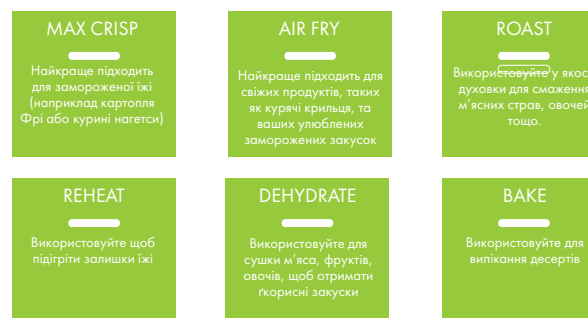 MAX CRISP
Найкраще підходить
для замороженої їжі
(наприклад картопля
Фрі або курині нагетси)
AIR FRY
Найкраще підходить для
свіжих продуктів, таких
як курячі крильця, та
ваших улюблених
заморожених закусок
ROAST
Використовуйте у якос
духовки для смаження
м’ясних страв, овочей
тощо.
REHEAT
Використовуйте щоб
підігріти залишки їжі
DEHYDRATE
Використовуйте для
сушки м’яса, фруктів,
овочів, щоб отримати
ґкорисні закуски
BAKE
Використовуйте для
випікання десертів